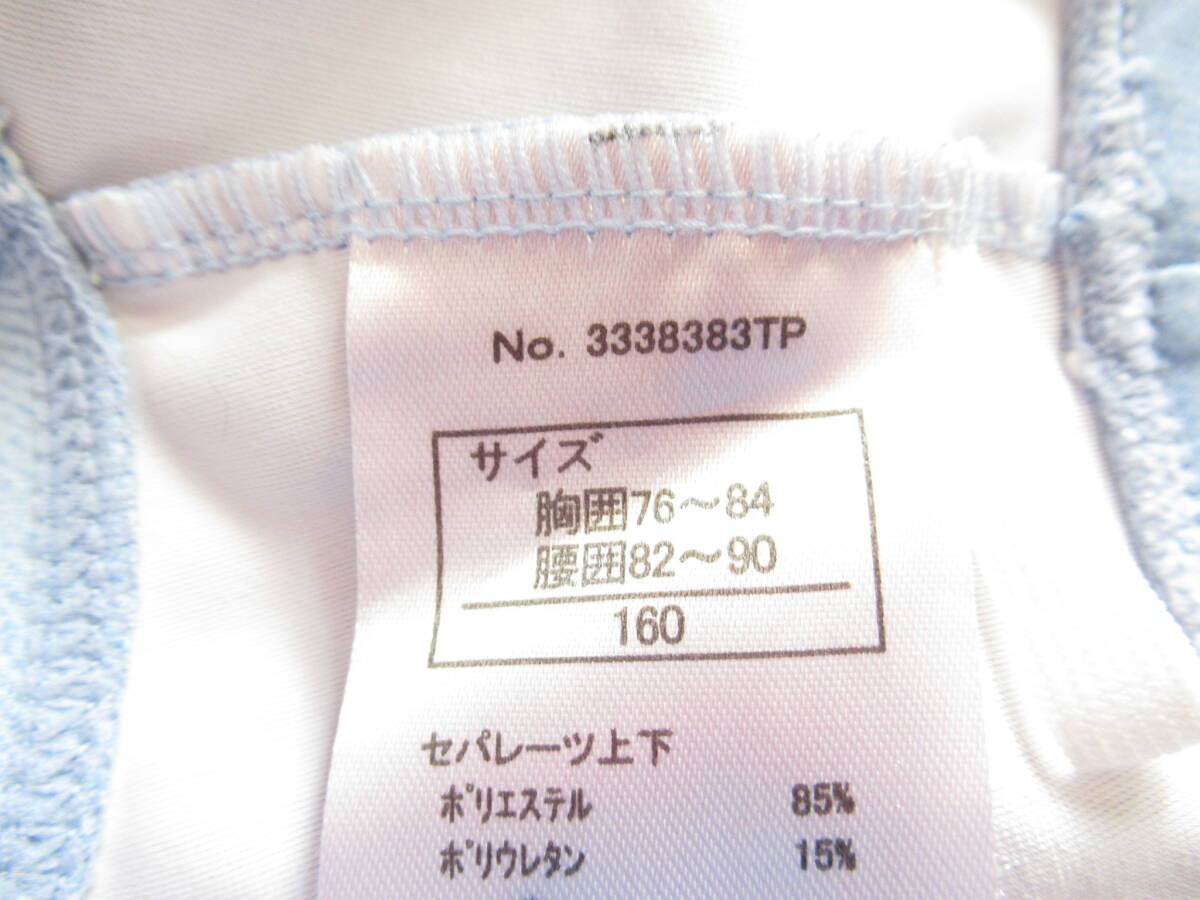 No. 3338383TP
サイズ
胸囲76～84
腰囲82～90
160
セパレーツ上下
ポリエステル 85%
ポリウレタン 15%